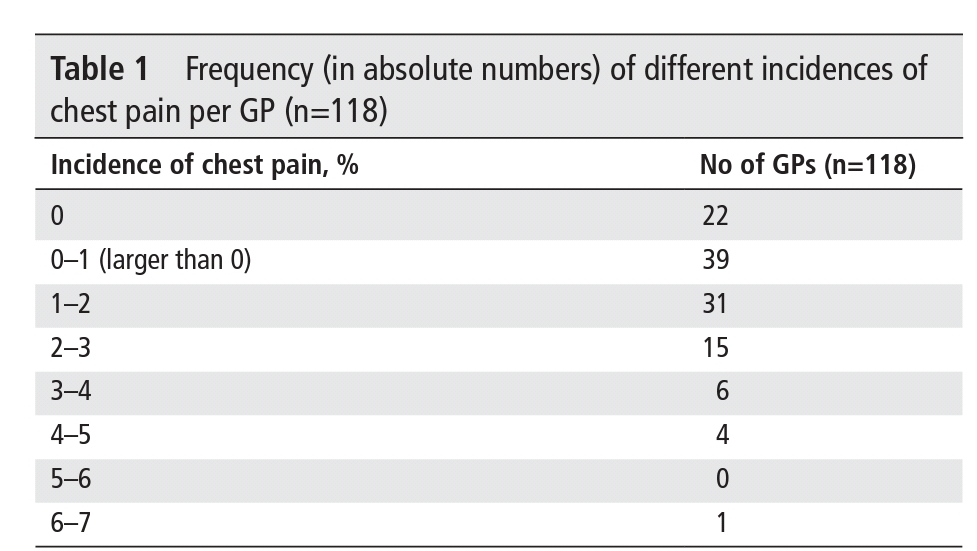 Table 1 Frequency (in absolute numbers) of different incidences of
chest pain per GP (n=118)
Incidence of chest pain, % No of GPs (n=118)
0 22
0–1 (larger than 0) 39
1–2 31
2–3 15
3–4 6
4–5 4
5–6 0
6–7 1